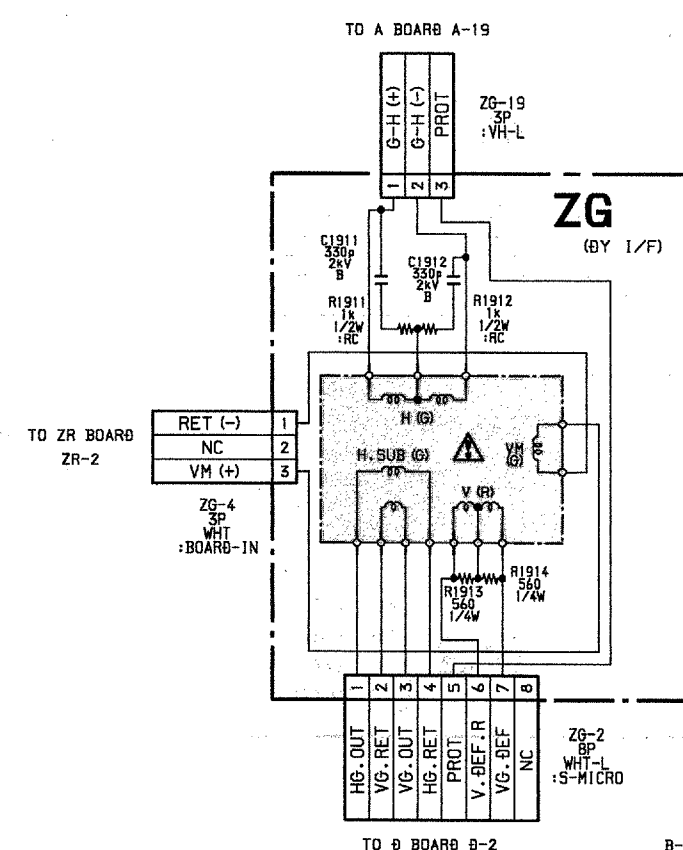 TO A BOARD A-19
G-H (+)
G-H (-)
PROT
1
2
3
ZG-19
3P
:VH-L
ZG
(DY I/F)
C1911
330p
2kV
B
C1912
330p
2kV
B
R1911
1k
1/2W
:RC
R1912
1k
1/2W
:RC
H (G)
TO ZR BOARD
ZR-2
RET (-) 1
NC 2
VM (+) 3
ZG-4
3P
WHT
:BOARD-IN
H.SUB (G)
VM
(G)
V (R)
R1913
560
1/4W
R1914
560
1/4W
1
2
3
4
5
6
7
8
HG.OUT
VG.RET
VG.OUT
HG.RET
PROT
V.DEF.R
VG.DEF
NC
ZG-2
8P
WHT-L
:S-MICRO
TO D BOARD D-2
B-